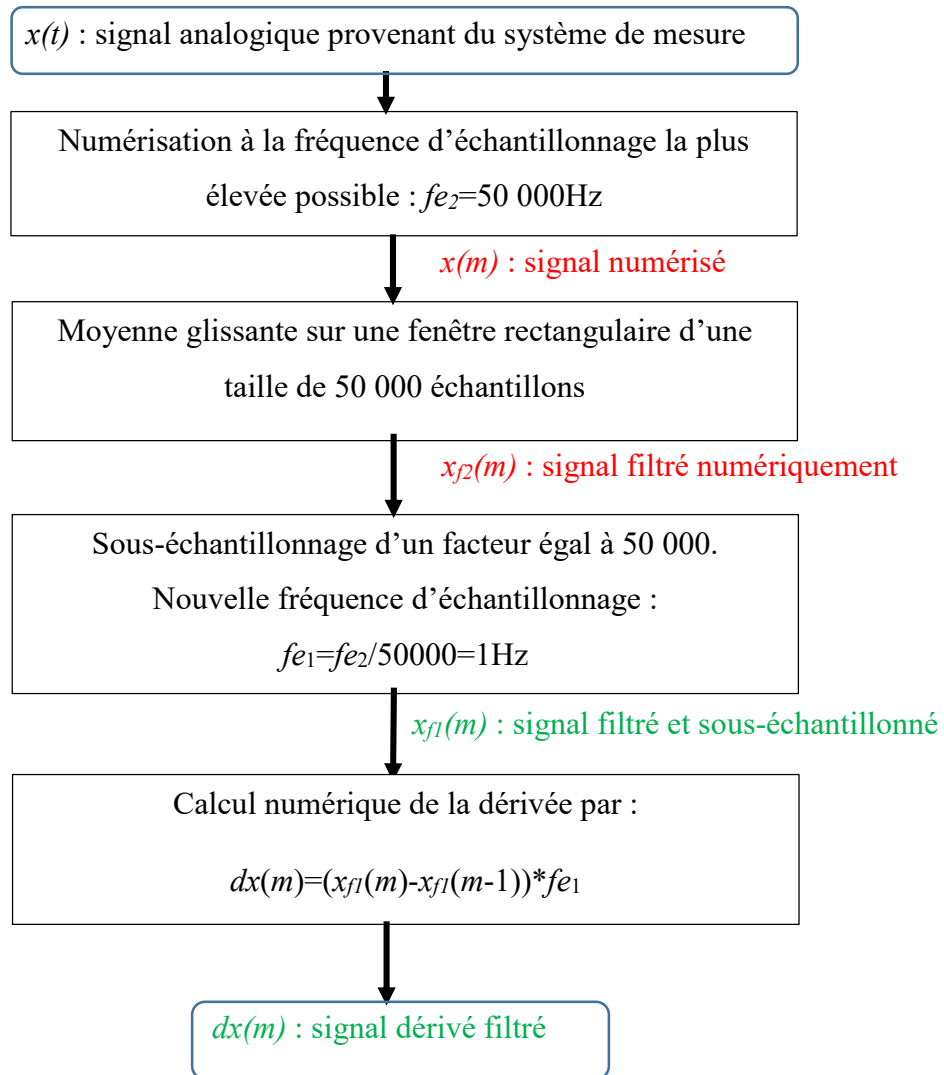 x(t) : signal analogique provenant du système de mesure
Numérisation à la fréquence d’échantillonnage la plus
élevée possible : fe2=50 000Hz
x(m) : signal numérisé
Moyenne glissante sur une fenêtre rectangulaire d’une
taille de 50 000 échantillons
xf2(m) : signal filtré numériquement
Sous-échantillonnage d’un facteur égal à 50 000.
Nouvelle fréquence d’échantillonnage :
fe1=fe2/50000=1Hz
xf1(m) : signal filtré et sous-échantillonné
Calcul numérique de la dérivée par :
dx(m)=(xf1(m)-xf1(m-1))*fe1
dx(m) : signal dérivé filtré